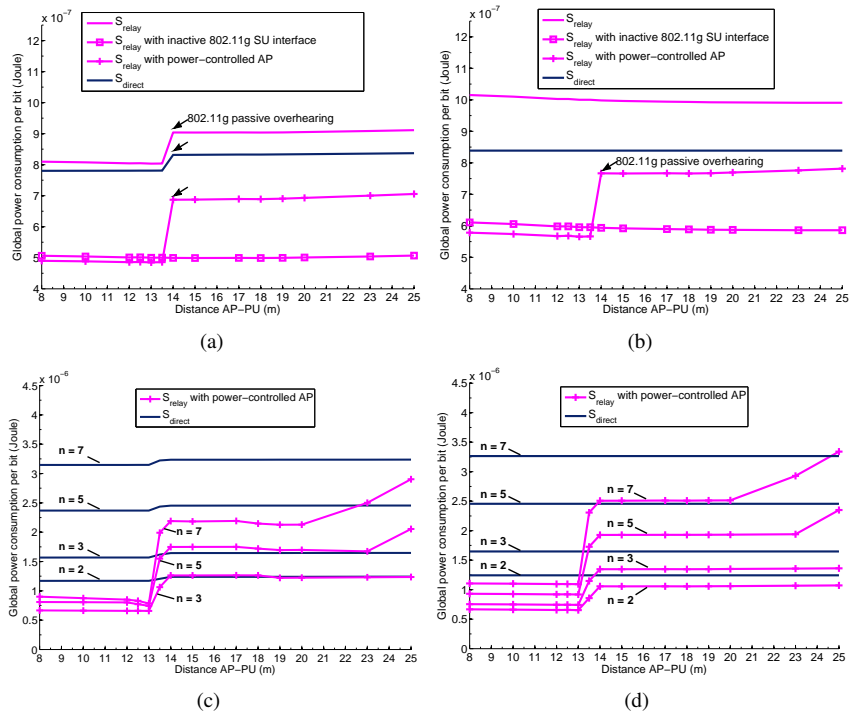 x 10⁻⁷
S_relay
S_relay with inactive 802.11g SU interface
S_relay with power−controlled AP
S_direct
802.11g passive overhearing
Global power consumption per bit (Joule)
12
11
10
9
8
7
6
5
4
8 9 10 11 12 13 14 15 16 17 18 19 20 21 22 23 24 25
Distance AP−PU (m)
(a)
x 10⁻⁷
S_relay
S_relay with inactive 802.11g SU interface
S_relay with power−controlled AP
S_direct
802.11g passive overhearing
Global power consumption per bit (Joule)
12
11
10
9
8
7
6
5
4
8 9 10 11 12 13 14 15 16 17 18 19 20 21 22 23 24 25
Distance AP−PU (m)
(b)
x 10⁻⁶
S_relay with power−controlled AP
S_direct
n = 7
n = 5
n = 3
n = 2
n = 7
n = 5
n = 3
Global power consumption per bit (Joule)
4.5
4
3.5
3
2.5
2
1.5
1
0.5
0
8 9 10 11 12 13 14 15 16 17 18 19 20 21 22 23 24 25
Distance AP−PU (m)
(c)
x 10⁻⁶
S_relay with power−controlled AP
S_direct
n = 7
n = 7
n = 5
n = 5
n = 3
n = 3
n = 2
n = 2
Global power consumption per bit (Joule)
4.5
4
3.5
3
2.5
2
1.5
1
0.5
0
8 9 10 11 12 13 14 15 16 17 18 19 20 21 22 23 24 25
Distance AP−PU (m)
(d)